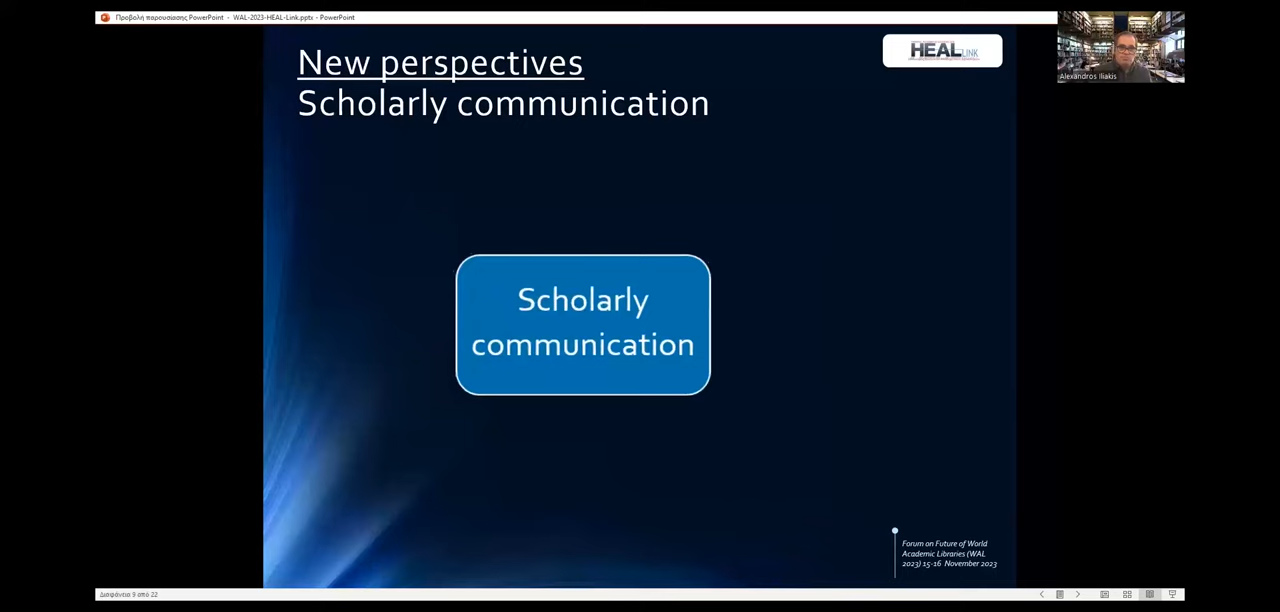 Προβολή παρουσίασης PowerPoint - WAL-2023-HEAL-Link.pptx - PowerPoint
New perspectives
Scholarly communication
HEAL LINK
Alexandros Iliakis
Scholarly
communication
Forum on Future of World
Academic Libraries (WAL
2023) 15-16 November 2023
Διαφάνεια 9 από 22